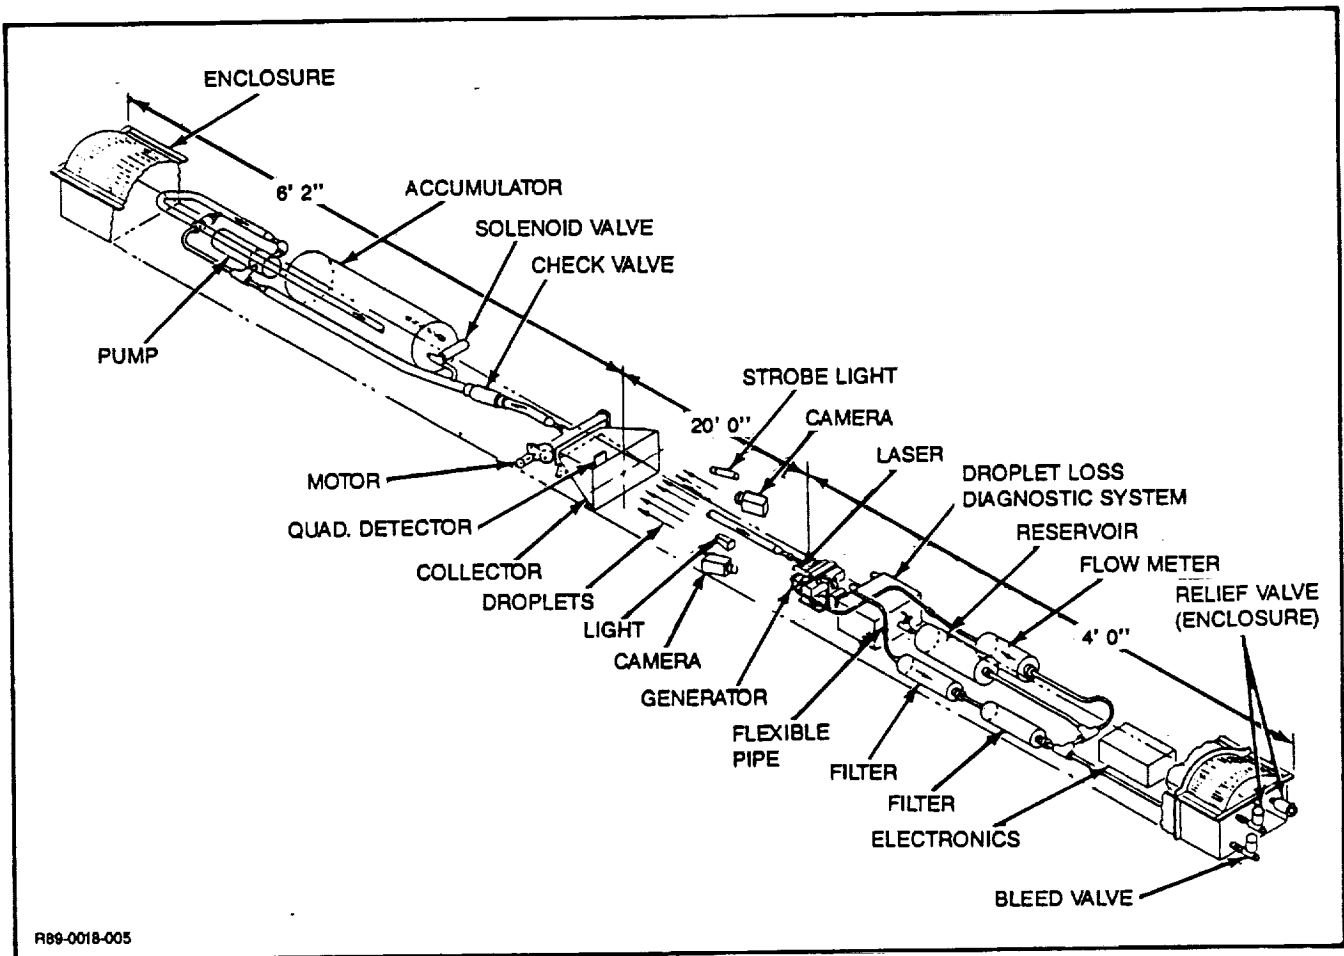 ENCLOSURE
6' 2"
ACCUMULATOR
SOLENOID VALVE
CHECK VALVE
PUMP
STROBE LIGHT
20' 0"
CAMERA
LASER
DROPLET LOSS
DIAGNOSTIC SYSTEM
RESERVOIR
FLOW METER
RELIEF VALVE
(ENCLOSURE)
MOTOR
QUAD. DETECTOR
COLLECTOR
DROPLETS
LIGHT
CAMERA
GENERATOR
4' 0"
FLEXIBLE
PIPE
FILTER
FILTER
ELECTRONICS
BLEED VALVE
R89-0018-005